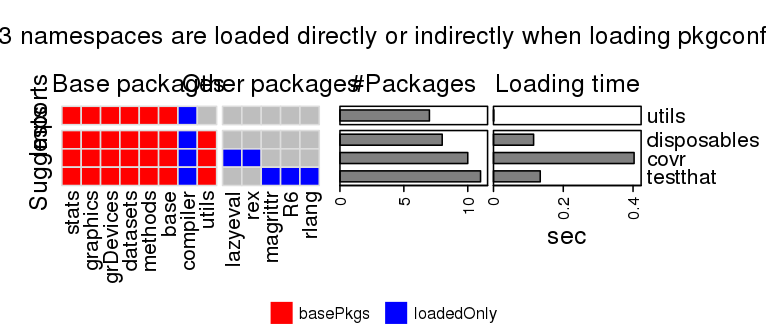 3 namespaces are loaded directly or indirectly when loading pkgconf
Base packages
Other packages
#Packages
Loading time
Imports
Suggests
utils
disposables
covr
testthat
stats
graphics
grDevices
datasets
methods
base
compiler
utils
lazyeval
rex
magrittr
R6
rlang
0
5
10
0
0.2
0.4
sec
basePkgs
loadedOnly